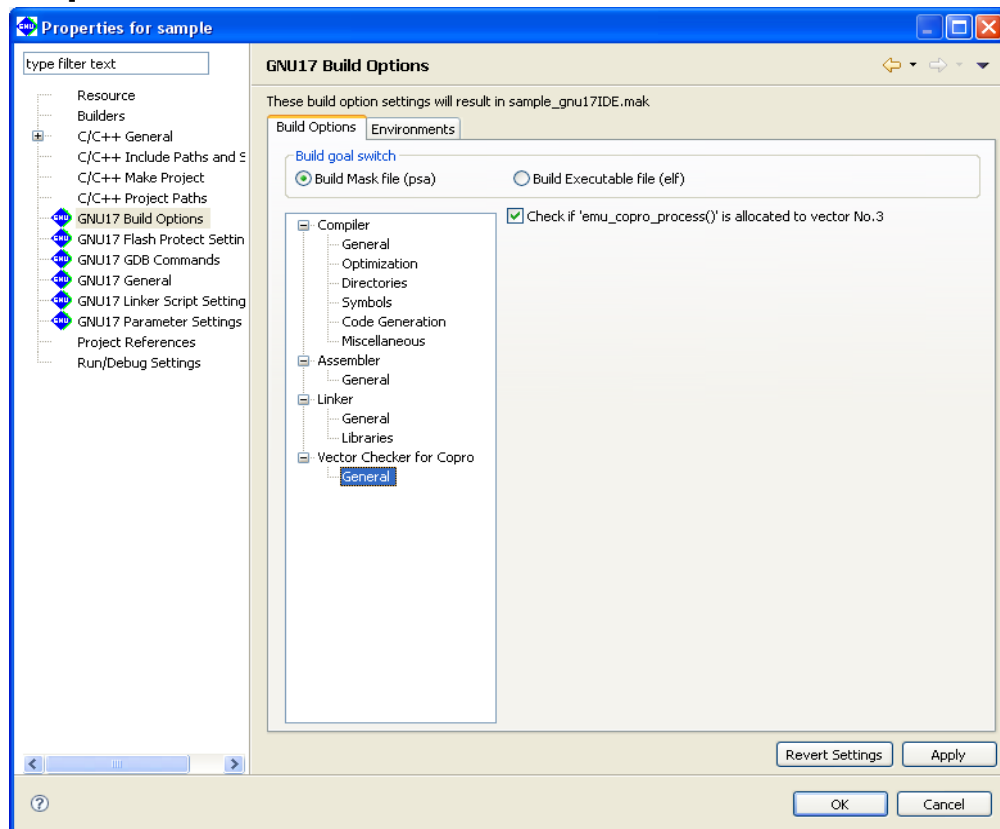 Properties for sample
type filter text
Resource
Builders
C/C++ General
C/C++ Include Paths and S
C/C++ Make Project
C/C++ Project Paths
GNU17 Build Options
GNU17 Flash Protect Settin
GNU17 GDB Commands
GNU17 General
GNU17 Linker Script Setting
GNU17 Parameter Settings
Project References
Run/Debug Settings
GNU17 Build Options
These build option settings will result in sample_gnu17IDE.mak
Build Options Environments
Build goal switch
Build Mask file (psa) Build Executable file (elf)
Compiler
General
Optimization
Directories
Symbols
Code Generation
Miscellaneous
Assembler
General
Linker
General
Libraries
Vector Checker for Copro
General
Check if 'emu_copro_process()' is allocated to vector No.3
Revert Settings Apply
OK Cancel